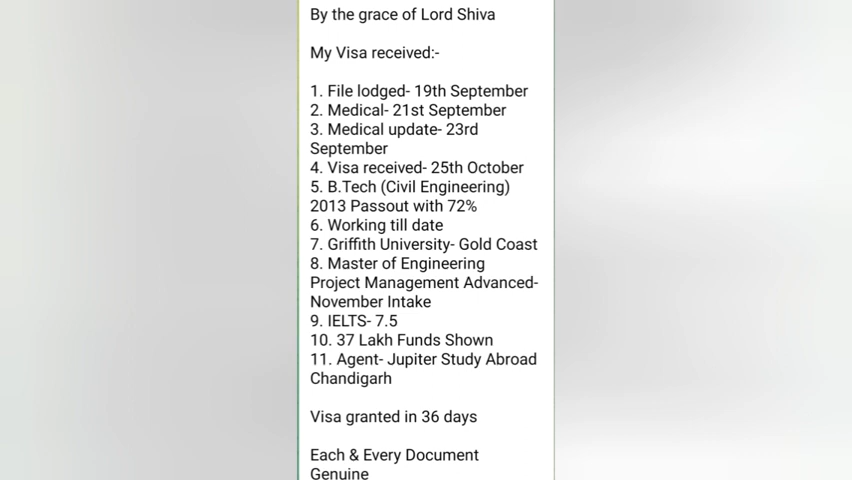 By the grace of Lord Shiva
My Visa received:-
1. File lodged- 19th September
2. Medical- 21st September
3. Medical update- 23rd
September
4. Visa received- 25th October
5. B.Tech (Civil Engineering)
2013 Passout with 72%
6. Working till date
7. Griffith University- Gold Coast
8. Master of Engineering
Project Management Advanced-
November Intake
9. IELTS- 7.5
10. 37 Lakh Funds Shown
11. Agent- Jupiter Study Abroad
Chandigarh
Visa granted in 36 days
Each & Every Document
Genuine